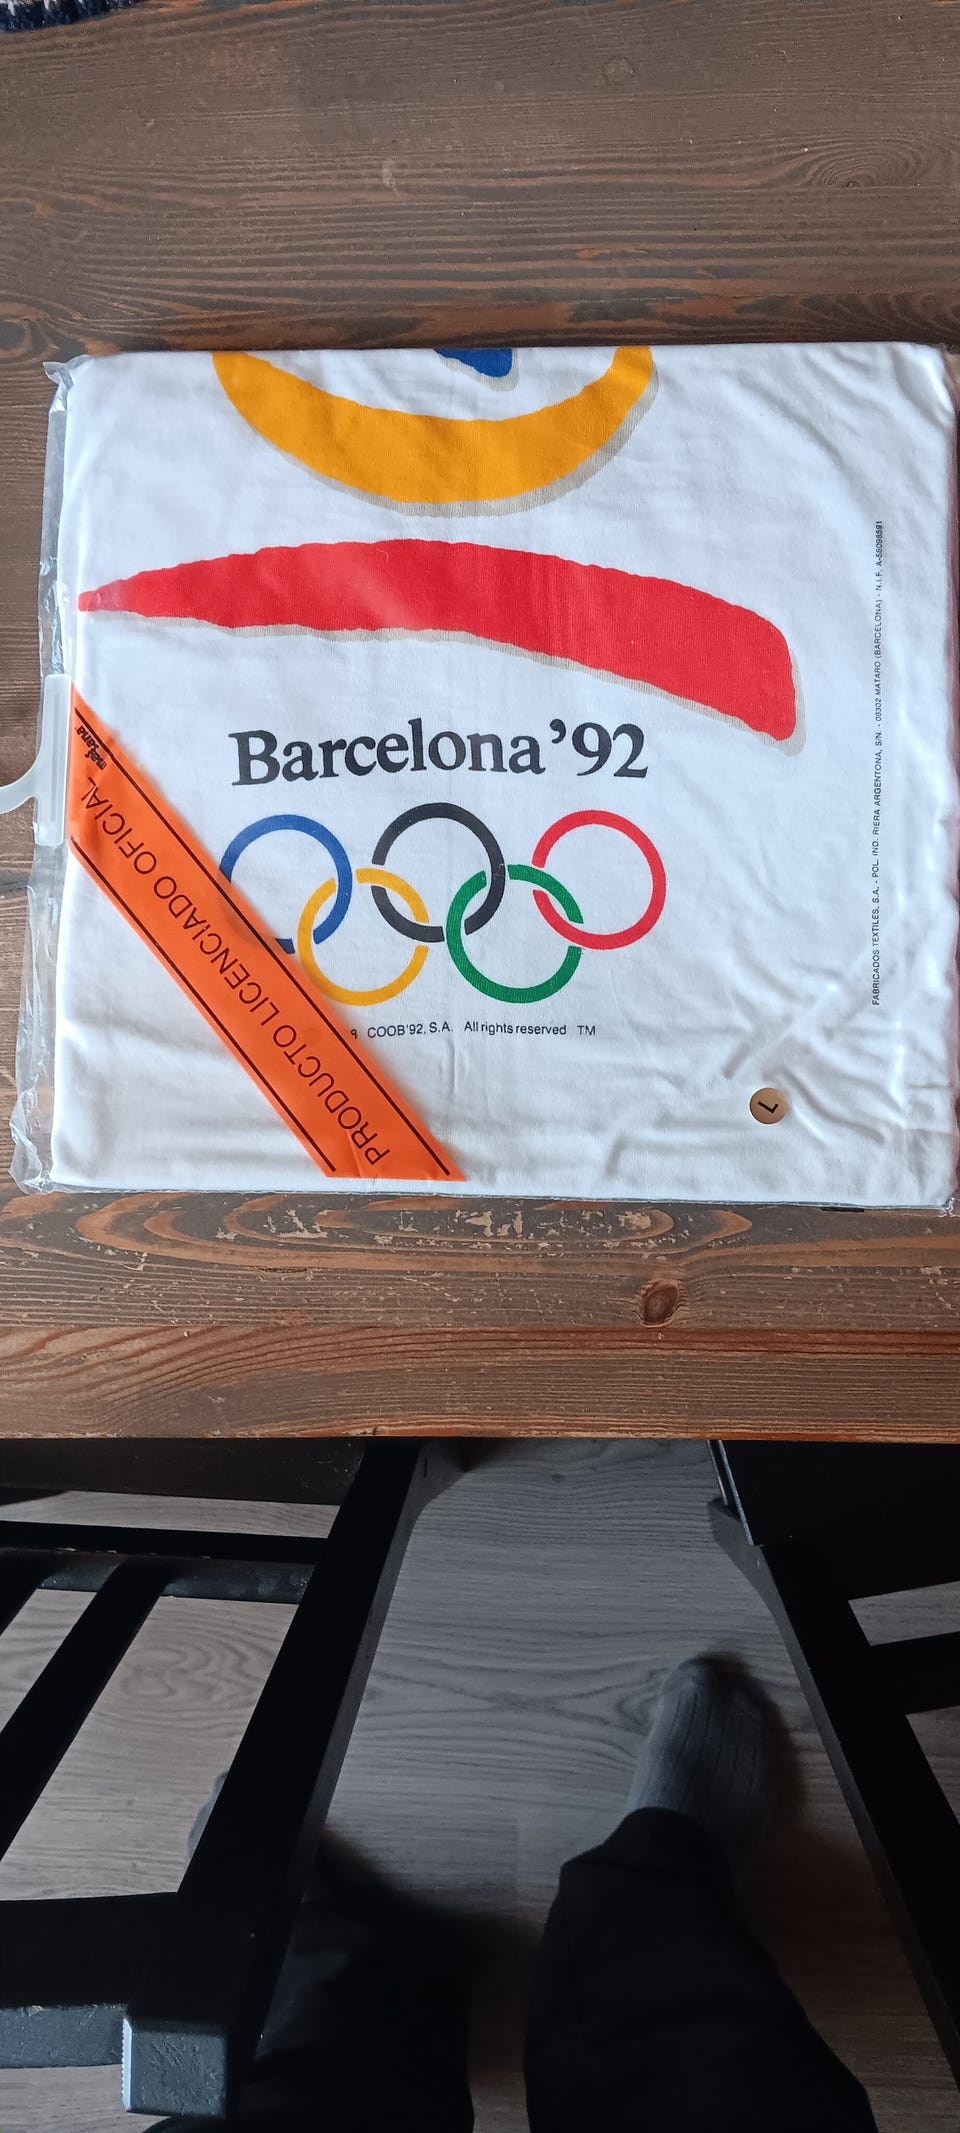 Barcelona '92
COOB'92, S.A. All rights reserved TM
PRODUCTO LICENCIADO OFICIAL
L
FABRICADOS TEXTILES, S.A. - POL. IND. RIERA ARGENTONA, S/N. - 08302 MATARO (BARCELONA) - N.I.F. A-58098591